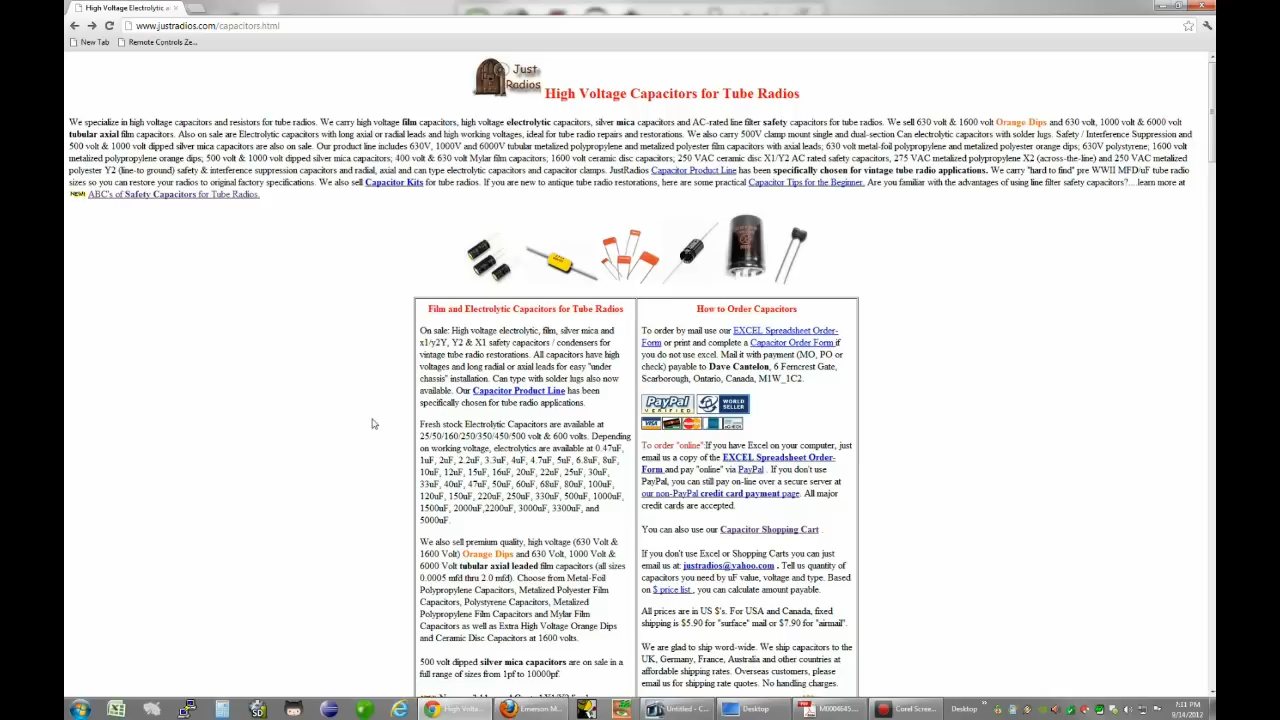 High Voltage Electrolytic a
www.justradios.com/capacitors.html
New Tab
Remote Controls Ze...
Just Radios
High Voltage Capacitors for Tube Radios
We specialize in high voltage capacitors and resistors for tube radios. We carry high voltage film capacitors, high voltage electrolytic capacitors, silver mica capacitors and AC-rated line filter safety capacitors for tube radios. We sell 630 volt & 1600 volt Orange Dips and 630 volt, 1000 volt & 6000 volt
tubular axial film capacitors. Also on sale are Electrolytic capacitors with long axial or radial leads and high working voltages, ideal for tube radio repairs and restorations. We also carry 500V clamp mount single and dual-section Can electrolytic capacitors with solder lugs. Safety / Interference Suppression and
500 volt & 1000 volt dipped silver mica capacitors are also on sale. Our product line includes 630V, 1000V and 6000V tubular metalized polypropylene and metalized polyester film capacitors with axial leads; 630 volt metal-foil polypropylene and metalized polyester orange dips; 630V polystyrene; 1600 volt
metalized polypropylene orange dips; 500 volt & 1000 volt dipped silver mica capacitors; 400 volt & 630 volt Mylar film capacitors; 1600 volt ceramic disc capacitors; 250 VAC ceramic disc X1/Y2 AC rated safety capacitors, 275 VAC metalized polypropylene X2 (across-the-line) and 250 VAC metalized
polyester Y2 (line-to ground) safety & interference suppression capacitors and radial, axial and can type electrolytic capacitors and capacitor clamps. JustRadios Capacitor Product Line has been specifically chosen for vintage tube radio applications. We carry "hard to find" pre WWII MFD/uF tube radio
sizes so you can restore your radios to original factory specifications. We also sell Capacitor Kits for tube radios. If you are new to antique tube radio restorations, here are some practical Capacitor Tips for the Beginner. Are you familiar with the advantages of using line filter safety capacitors?....learn more at
NEW! ABC's of Safety Capacitors for Tube Radios.
Film and Electrolytic Capacitors for Tube Radios
On sale: High voltage electrolytic, film, silver mica and
x1/y2Y, Y2 & X1 safety capacitors / condensers for
vintage tube radio restorations. All capacitors have high
voltages and long radial or axial leads for easy "under
chassis" installation. Can type with solder lugs also now
available. Our Capacitor Product Line has been
specifically chosen for tube radio applications.
Fresh stock Electrolytic Capacitors are available at
25/50/160/250/350/450/500 volt & 600 volts. Depending
on working voltage, electrolytics are available at 0.47uF,
1uF, 2uF, 2.2uF, 3.3uF, 4uF, 4.7uF, 5uF, 6.8uF, 8uF,
10uF, 12uF, 15uF, 16uF, 20uF, 22uF, 25uF, 30uF,
33uF, 40uF, 47uF, 50uF, 60uF, 68uF, 80uF, 100uF,
120uF, 150uF, 220uF, 250uF, 330uF, 500uF, 1000uF,
1500uF, 2000uF,2200uF, 3000uF, 3300uF, and
5000uF.
We also sell premium quality, high voltage (630 Volt &
1600 Volt) Orange Dips and 630 Volt, 1000 Volt &
6000 Volt tubular axial leaded film capacitors (all sizes
0.0005 mfd thru 2.0 mfd). Choose from Metal-Foil
Polypropylene Capacitors, Metalized Polyester Film
Capacitors, Polystyrene Capacitors, Metalized
Polypropylene Film Capacitors and Mylar Film
Capacitors as well as Extra High Voltage Orange Dips
and Ceramic Disc Capacitors at 1600 volts.
500 volt dipped silver mica capacitors are on sale in a
full range of sizes from 1pf to 10000pf.
How to Order Capacitors
To order by mail use our EXCEL Spreadsheet Order-
Form or print and complete a Capacitor Order Form if
you do not use excel. Mail it with payment (MO, PO or
check) payable to Dave Cantelon, 6 Ferncrest Gate,
Scarborough, Ontario, Canada, M1W_1C2.
PayPal VERIFIED WORLD SELLER
VISA
To order "online":If you have Excel on your computer, just
email us a copy of the EXCEL Spreadsheet Order-
Form and pay "online" via PayPal . If you don't use
PayPal, you can still pay on-line over a secure server at
our non-PayPal credit card payment page. All major
credit cards are accepted.
You can also use our Capacitor Shopping Cart .
If you don't use Excel or Shopping Carts you can just
email us at: justradios@yahoo.com . Tell us quantity of
capacitors you need by uF value, voltage and type. Based
on $ price list , you can calculate amount payable.
All prices are in US $'s. For USA and Canada, fixed
shipping is $5.90 for "surface" mail or $7.90 for "airmail".
We are glad to ship word-wide. We ship capacitors to the
UK, Germany, France, Australia and other countries at
affordable shipping rates. Overseas customers, please
email us for shipping rate quotes. No handling charges.
High Volta...
Emerson M...
Untitled - C...
Desktop
M0004645...
Corel Scree...
Desktop
7:11 PM
9/14/2012